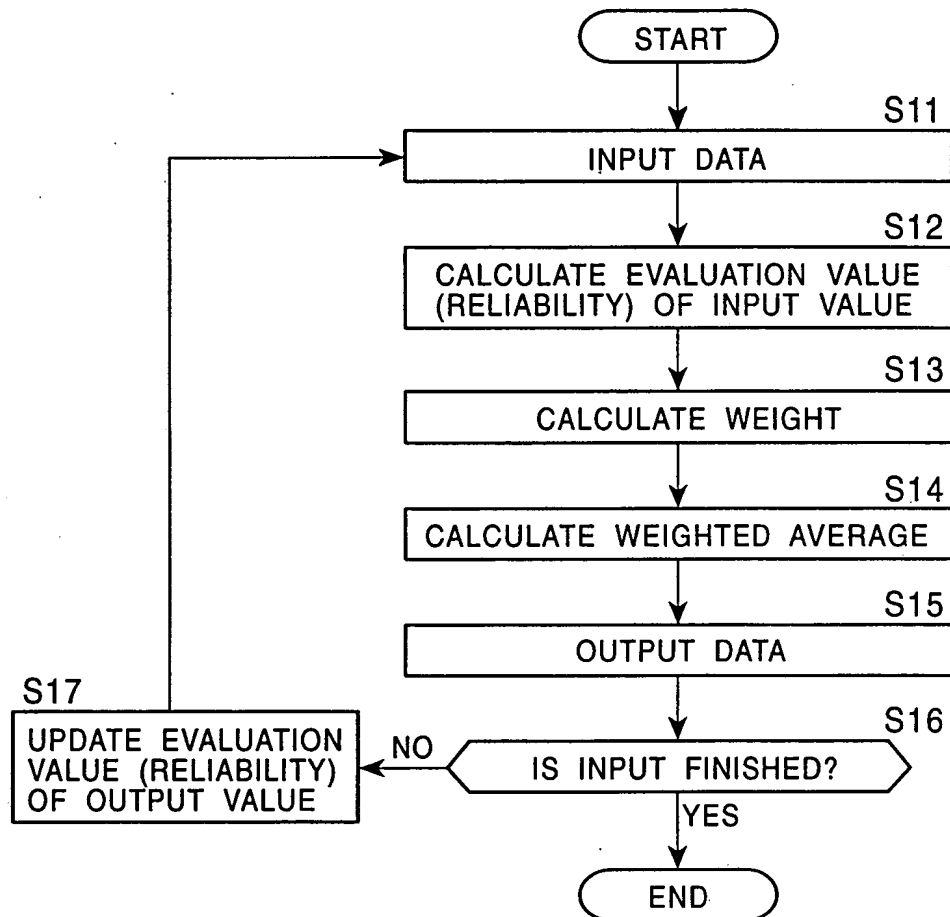 START
S11
INPUT DATA
S12
CALCULATE EVALUATION VALUE
(RELIABILITY) OF INPUT VALUE
S13
CALCULATE WEIGHT
S14
CALCULATE WEIGHTED AVERAGE
S15
OUTPUT DATA
S16
IS INPUT FINISHED?
NO
S17
UPDATE EVALUATION
VALUE (RELIABILITY)
OF OUTPUT VALUE
YES
END